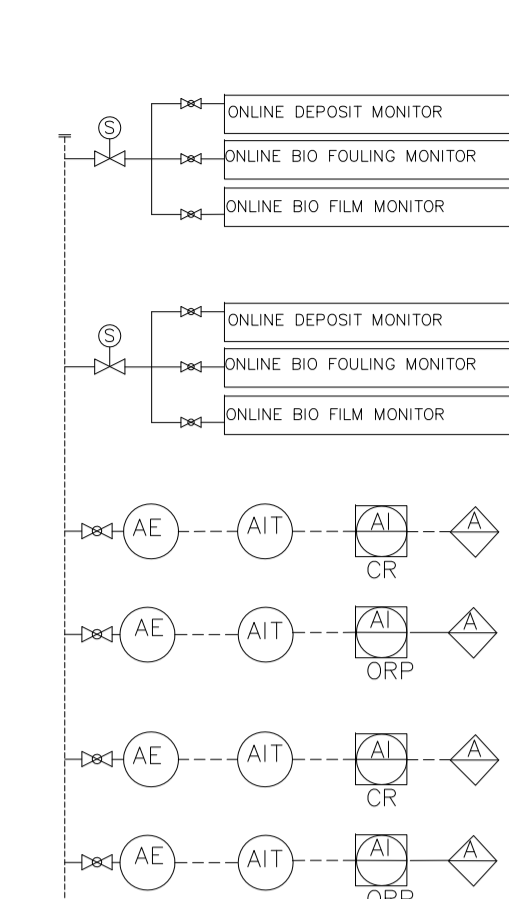 ONLINE DEPOSIT MONITOR
S
ONLINE BIO FOULING MONITOR
ONLINE BIO FILM MONITOR
ONLINE DEPOSIT MONITOR
S
ONLINE BIO FOULING MONITOR
ONLINE BIO FILM MONITOR
AE AIT AI A
CR
AE AIT AI A
ORP
AE AIT AI A
CR
AE AIT AI A
ORP